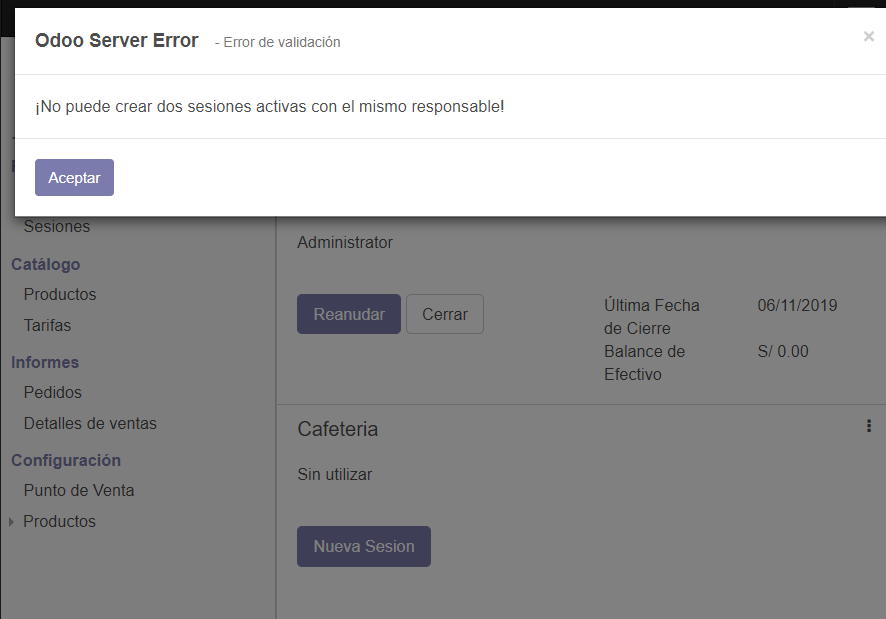 Odoo Server Error - Error de validación
×
¡No puede crear dos sesiones activas con el mismo responsable!
Aceptar
Sesiones
Catálogo
Productos
Tarifas
Informes
Pedidos
Detalles de ventas
Configuración
Punto de Venta
Productos
Administrator
Reanudar
Cerrar
Última Fecha
de Cierre
06/11/2019
Balance de
Efectivo
S/ 0.00
Cafeteria
Sin utilizar
Nueva Sesion